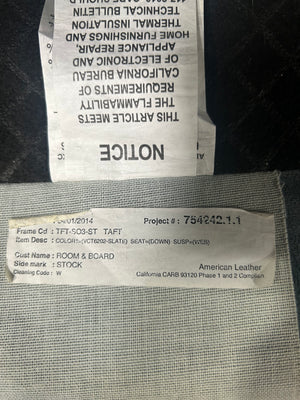 NOTICE
THIS ARTICLE MEETS
THE FLAMMABILITY
REQUIREMENTS OF
CALIFORNIA BUREAU
OF ELECTRONIC AND
APPLIANCE REPAIR,
HOME FURNISHINGS AND
THERMAL INSULATION
TECHNICAL BULLETIN
/2014 Project #: 754242.1.1
Frame Cd : TFT-SO3-ST TAFT
Item Desc : COLOR1=(VCT6202-SLATE) SEAT=(DOWN) SUSP=(WEB)
Cust Name : ROOM & BOARD
Side mark : STOCK American Leather
Cleaning Code: W California CARB 93120 Phase 1 and 2 Compliant